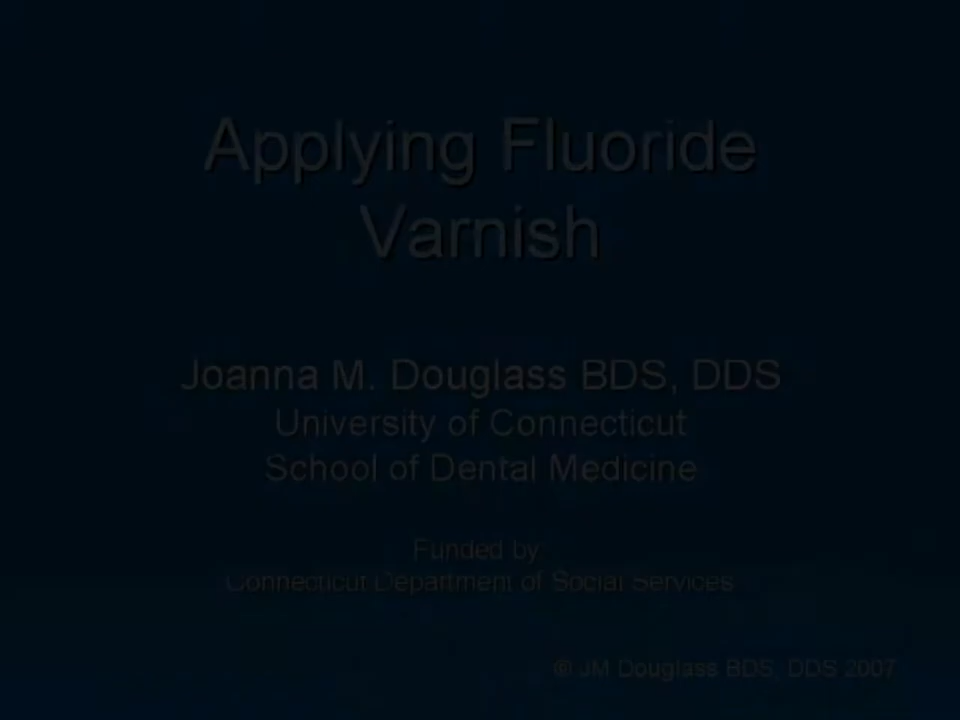 Applying Fluoride
Varnish
Joanna M. Douglass BDS, DDS
University of Connecticut
School of Dental Medicine
Funded by
Connecticut Department of Social Services
© JM Douglass BDS, DDS 2007